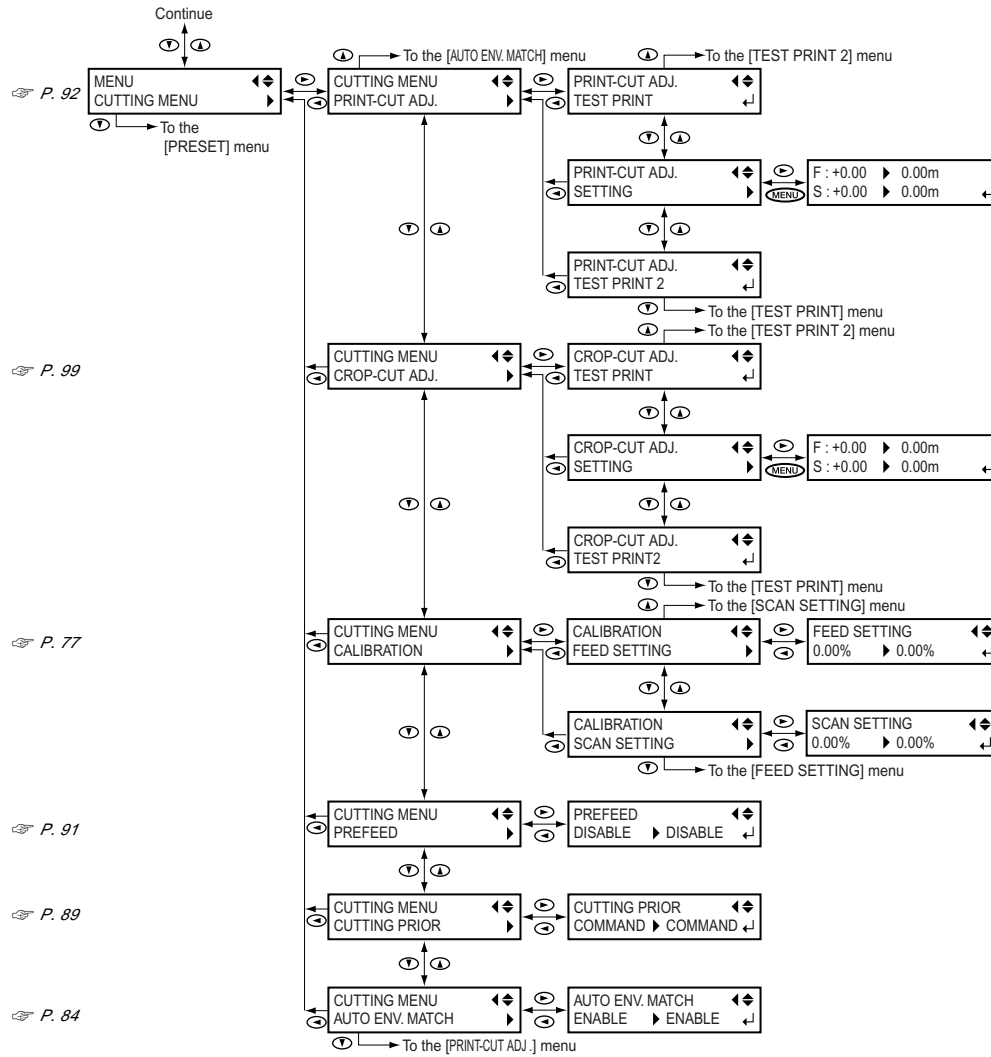 Continue
To the [AUTO ENV. MATCH] menu
To the [TEST PRINT 2] menu
☞ P. 92
MENU
CUTTING MENU
CUTTING MENU
PRINT-CUT ADJ.
PRINT-CUT ADJ.
TEST PRINT
To the
[PRESET] menu
PRINT-CUT ADJ.
SETTING
MENU
F : +0.00 0.00m
S : +0.00 0.00m
PRINT-CUT ADJ.
TEST PRINT 2
To the [TEST PRINT] menu
To the [TEST PRINT 2] menu
☞ P. 99
CUTTING MENU
CROP-CUT ADJ.
CROP-CUT ADJ.
TEST PRINT
CROP-CUT ADJ.
SETTING
MENU
F : +0.00 0.00m
S : +0.00 0.00m
CROP-CUT ADJ.
TEST PRINT2
To the [TEST PRINT] menu
To the [SCAN SETTING] menu
☞ P. 77
CUTTING MENU
CALIBRATION
CALIBRATION
FEED SETTING
FEED SETTING
0.00% 0.00%
CALIBRATION
SCAN SETTING
SCAN SETTING
0.00% 0.00%
To the [FEED SETTING] menu
☞ P. 91
CUTTING MENU
PREFEED
PREFEED
DISABLE DISABLE
☞ P. 89
CUTTING MENU
CUTTING PRIOR
CUTTING PRIOR
COMMAND COMMAND
☞ P. 84
CUTTING MENU
AUTO ENV. MATCH
AUTO ENV. MATCH
ENABLE ENABLE
To the [PRINT-CUT ADJ .] menu